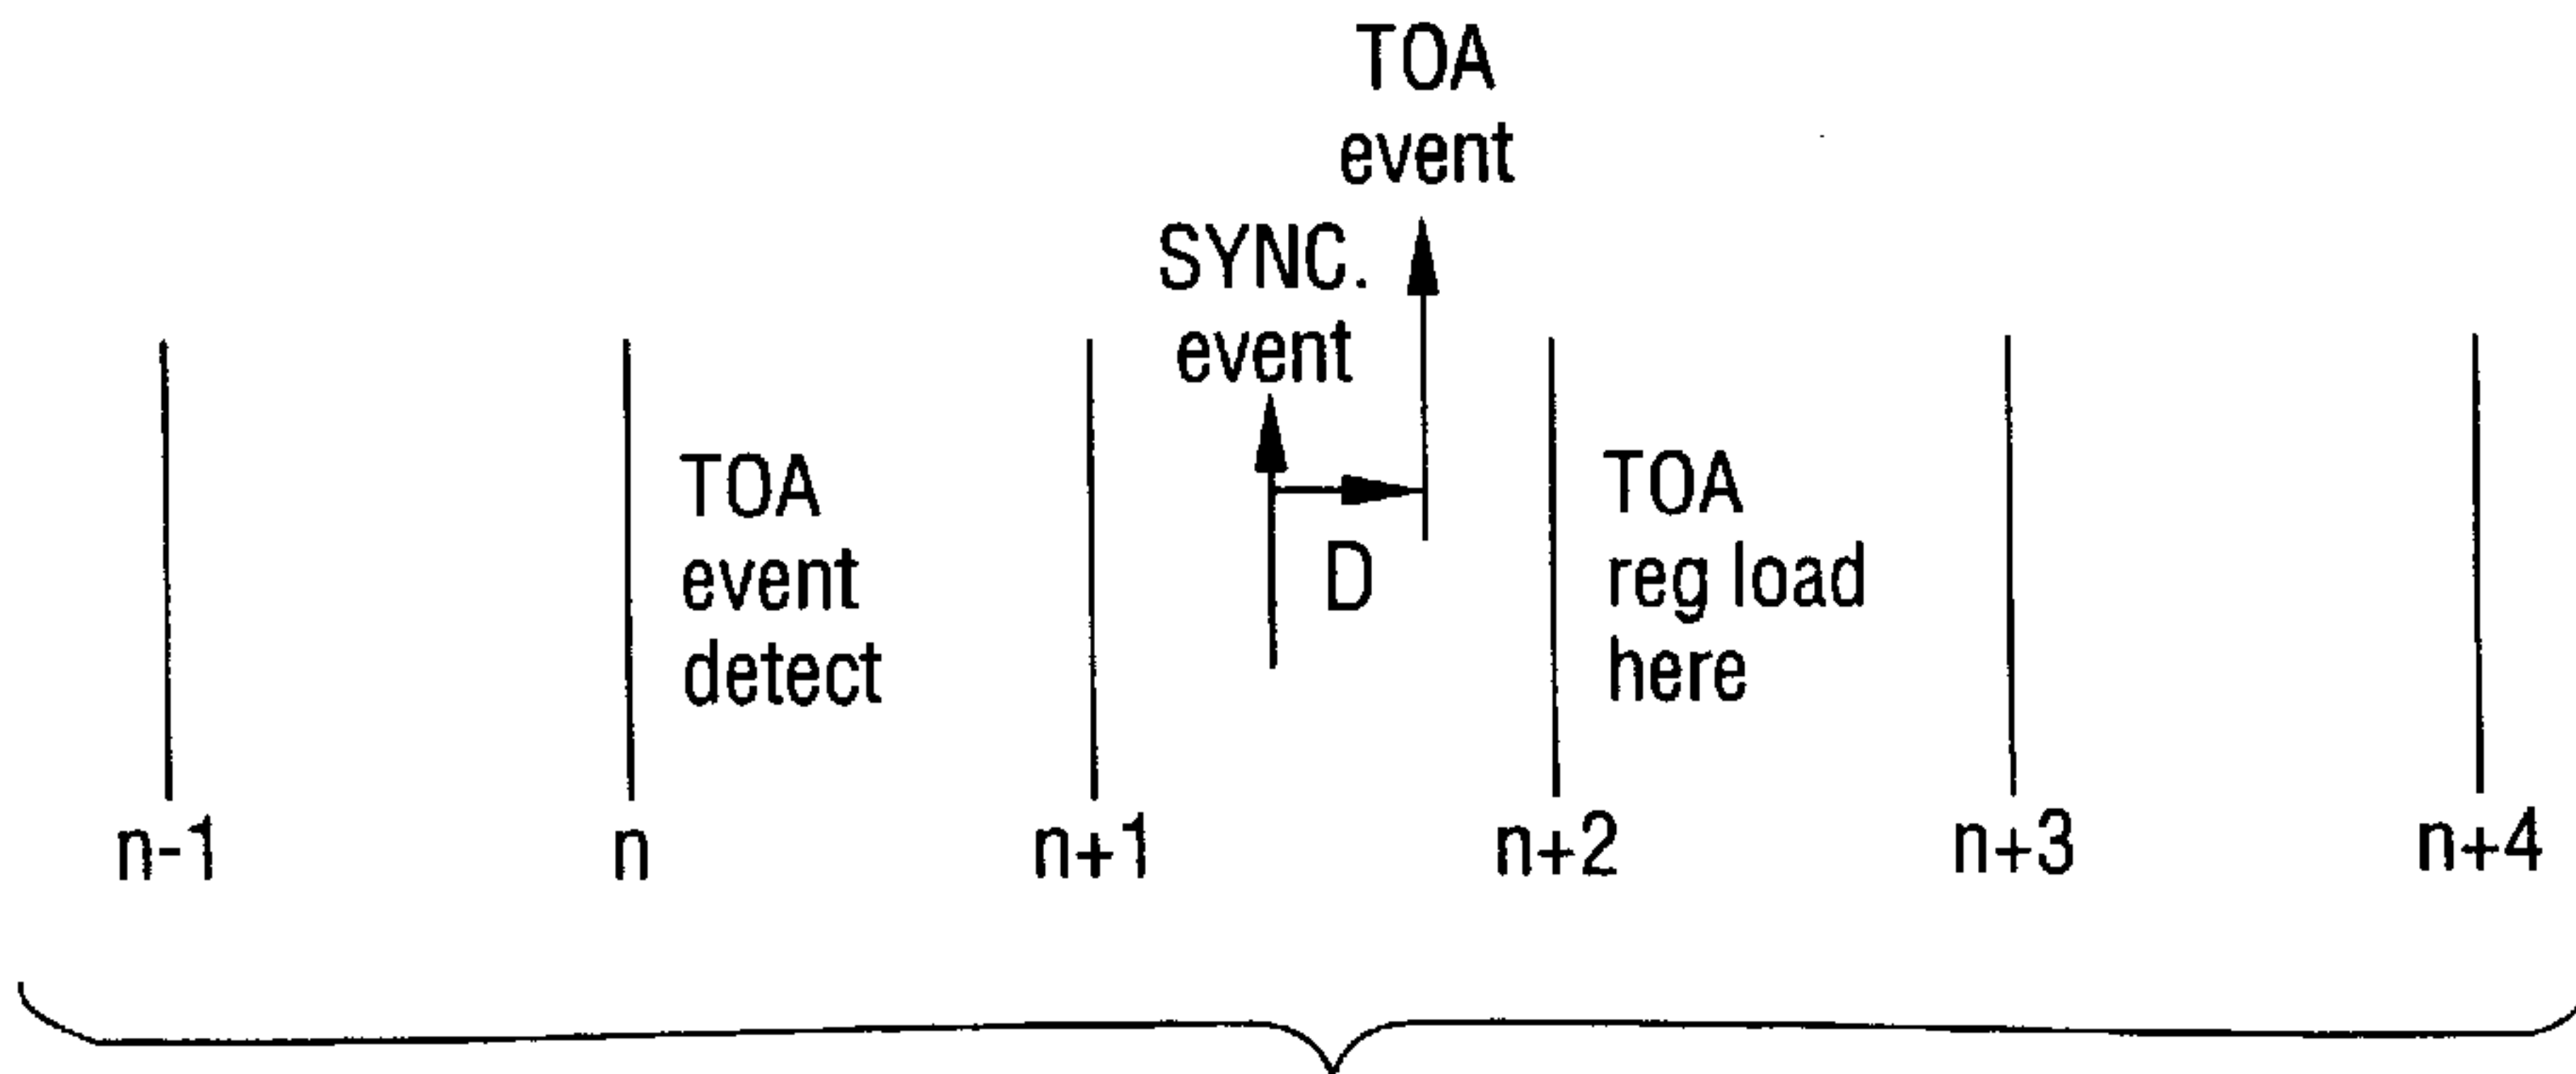 TOA
event
SYNC.
event
TOA
event
detect
D
TOA
reg load
here
n-1
n
n+1
n+2
n+3
n+4